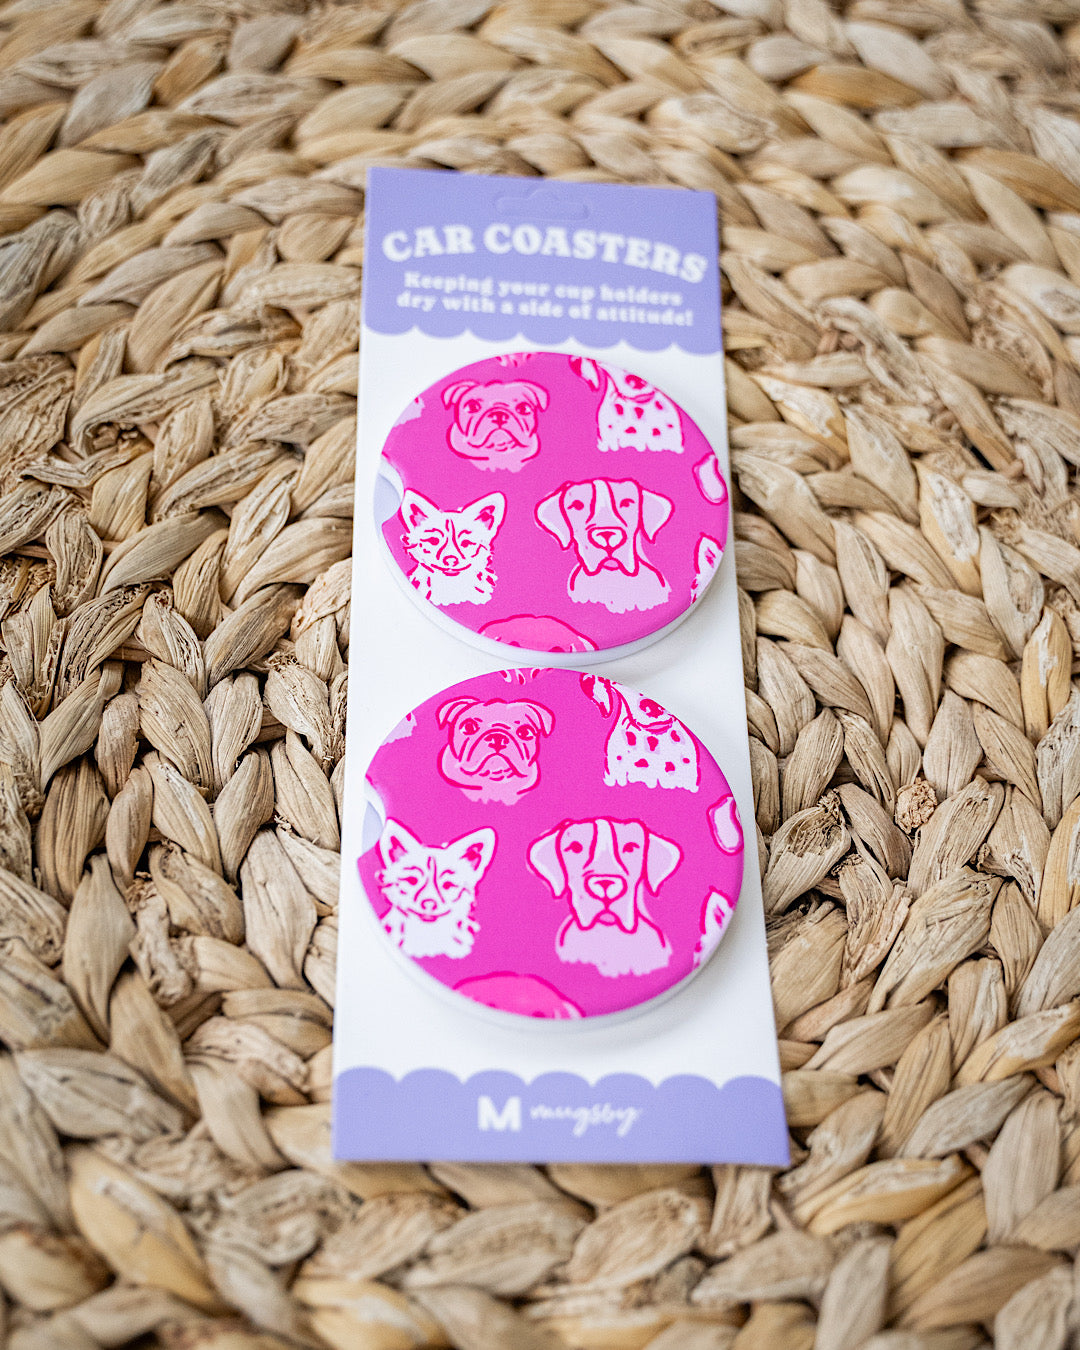 CAR COASTERS
Keeping your cup holders
dry with a side of attitude!
M mugsby